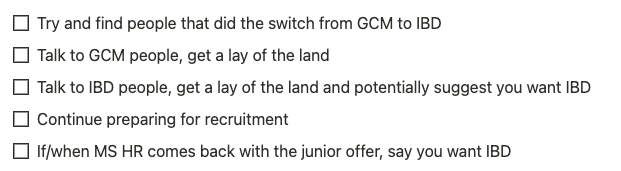 Try and find people that did the switch from GCM to IBD
Talk to GCM people, get a lay of the land
Talk to IBD people, get a lay of the land and potentially suggest you want IBD
Continue preparing for recruitment
If/when MS HR comes back with the junior offer, say you want IBD